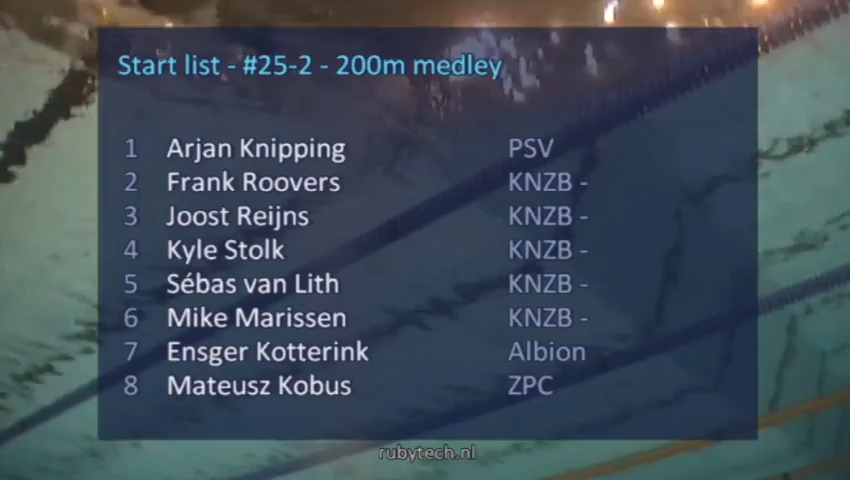 Start list - #25-2 - 200m medley
1 Arjan Knipping PSV
2 Frank Roovers KNZB -
3 Joost Reijns KNZB -
4 Kyle Stolk KNZB -
5 Sébas van Lith KNZB -
6 Mike Marissen KNZB -
7 Ensger Kotterink Albion
8 Mateusz Kobus ZPC
rubytech.nl